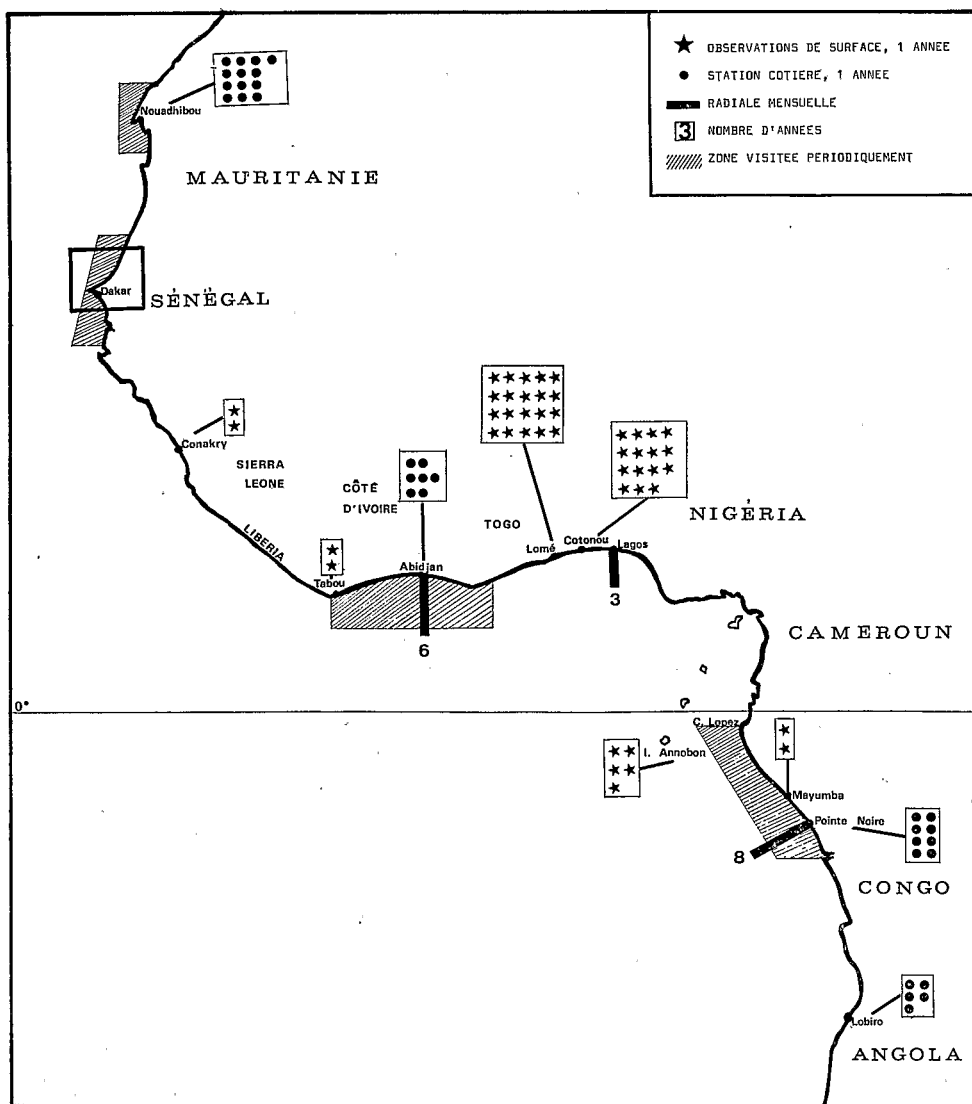 OBSERVATIONS DE SURFACE, 1 ANNEE
STATION COTIERE, 1 ANNEE
RADIALE MENSUELLE
3 NOMBRE D'ANNEES
ZONE VISITEE PERIODIQUEMENT
Nouadhibou
MAURITANIE
Dakar
SÉNÉGAL
Conakry
SIERRA
LEONE
CÔTÉ
D'IVOIRE
TOGO
NIGÉRIA
LIBERIA
Tabou
Abidjan
Lomé
Cotonou
Lagos
3
6
CAMEROUN
0°
C. Lopez
I. Annobon
Mayumba
Pointe Noire
8
CONGO
Lobiro
ANGOLA